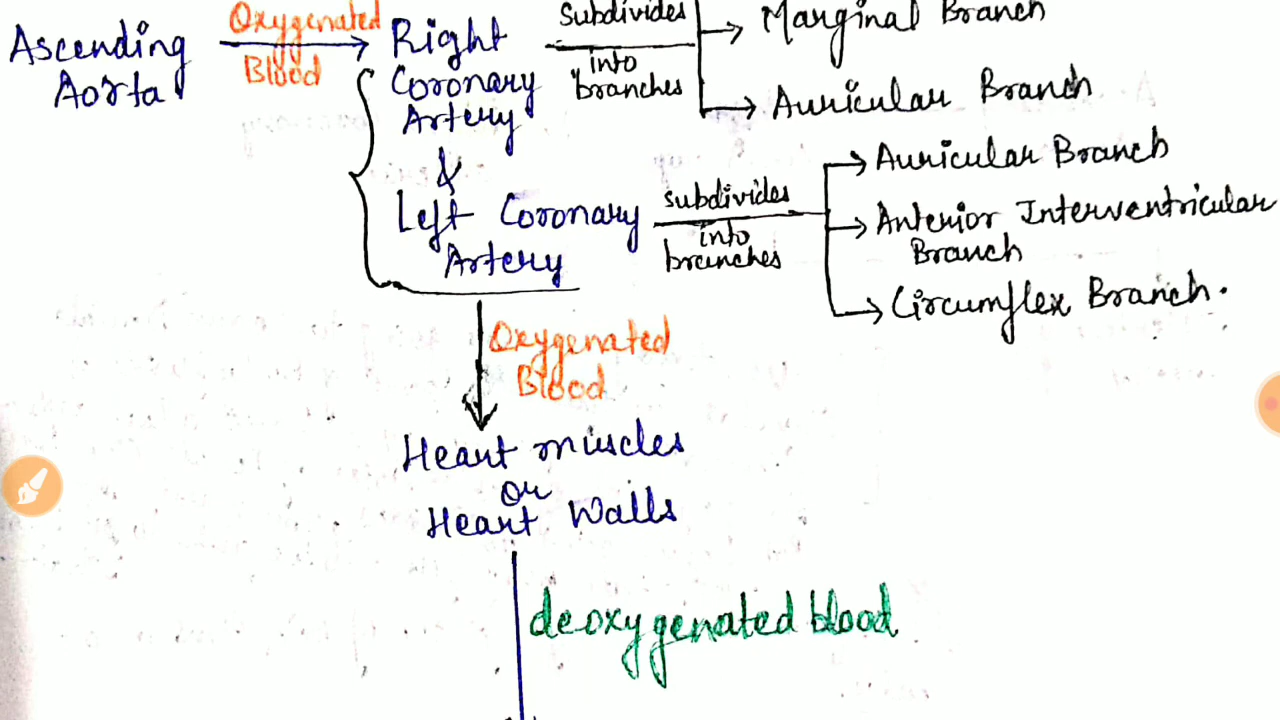 Ascending
Aorta
Oxygenated
Blood
Right
Coronary
Artery
&
Left Coronary
Artery
Subdivides
into
branches
Marginal Branch
Auricular Branch
subdivides
into
branches
Auricular Branch
Anterior Interventricular
Branch
Circumflex Branch.
Oxygenated
Blood
Heart muscles
or
Heart Walls
deoxygenated blood